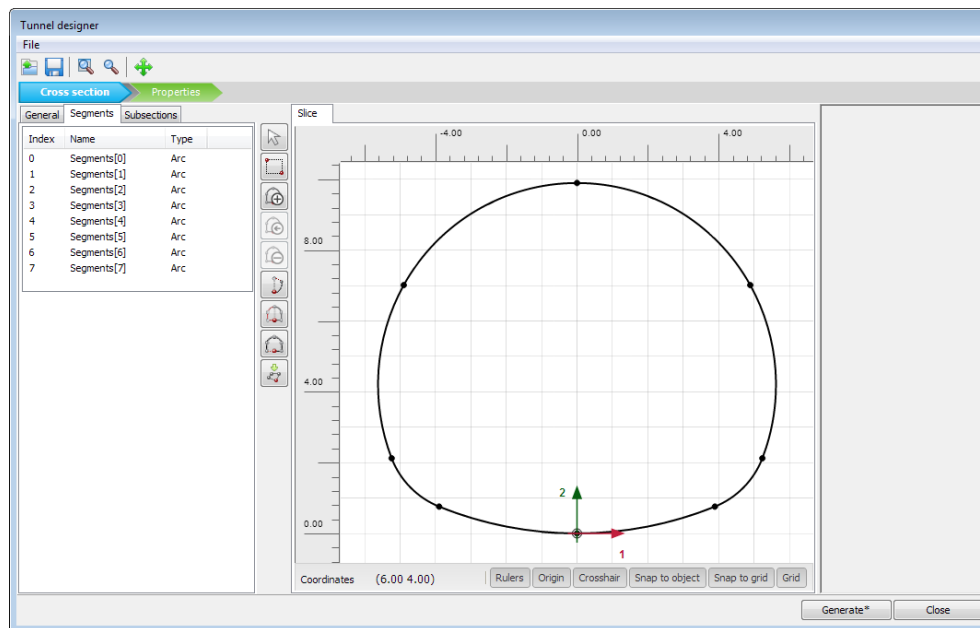 Tunnel designer
File
Cross section Properties
General Segments Subsections
Index Name Type
0 Segments[0] Arc
1 Segments[1] Arc
2 Segments[2] Arc
3 Segments[3] Arc
4 Segments[4] Arc
5 Segments[5] Arc
6 Segments[6] Arc
7 Segments[7] Arc
Slice
-4.00 0.00 4.00
8.00
4.00
0.00
2
1
Coordinates (6.00 4.00) Rulers Origin Crosshair Snap to object Snap to grid Grid
Generate* Close